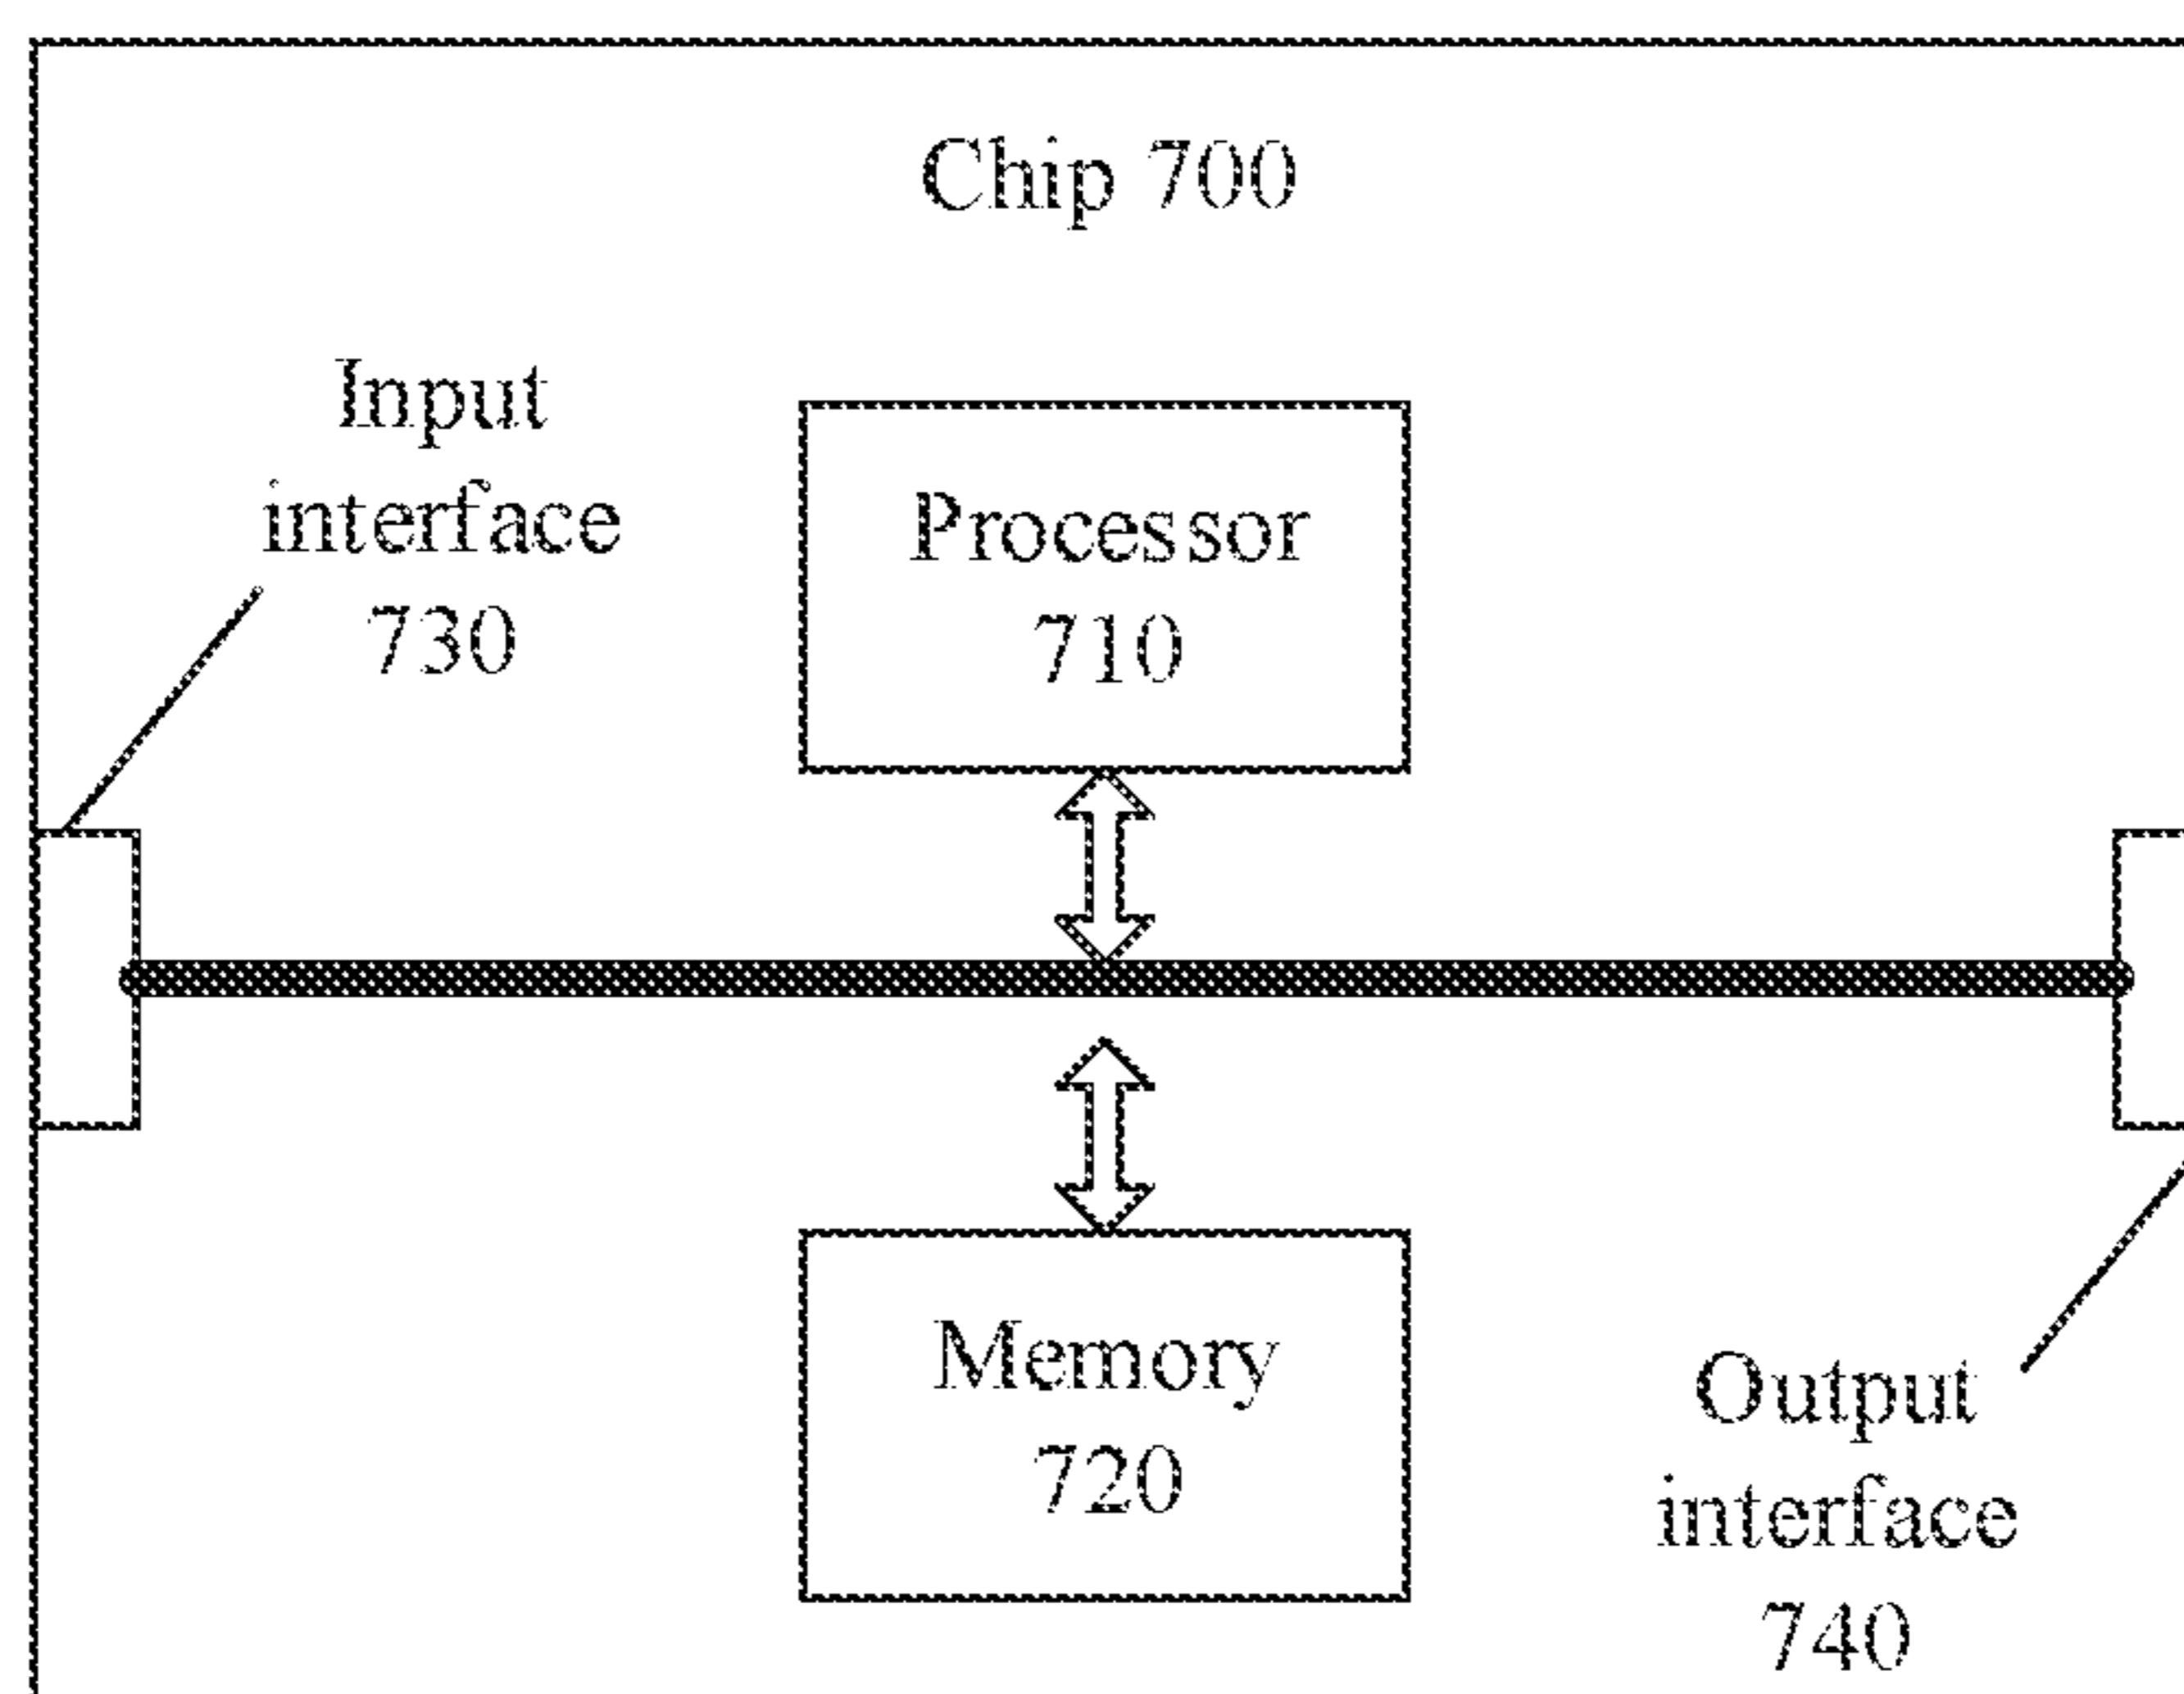 Chip 700
Input
interface
730
Processor
710
Memory
720
Output
interface
740